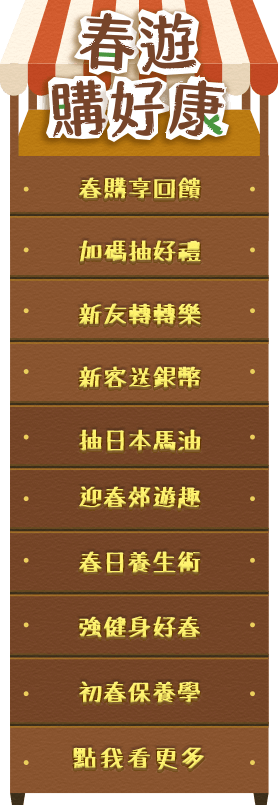 春遊
購好康
春購享回饋
加碼抽好禮
新友轉轉樂
新客送銀幣
抽日本馬油
迎春郊遊趣
春日養生術
強健身好春
初春保養學
點我看更多